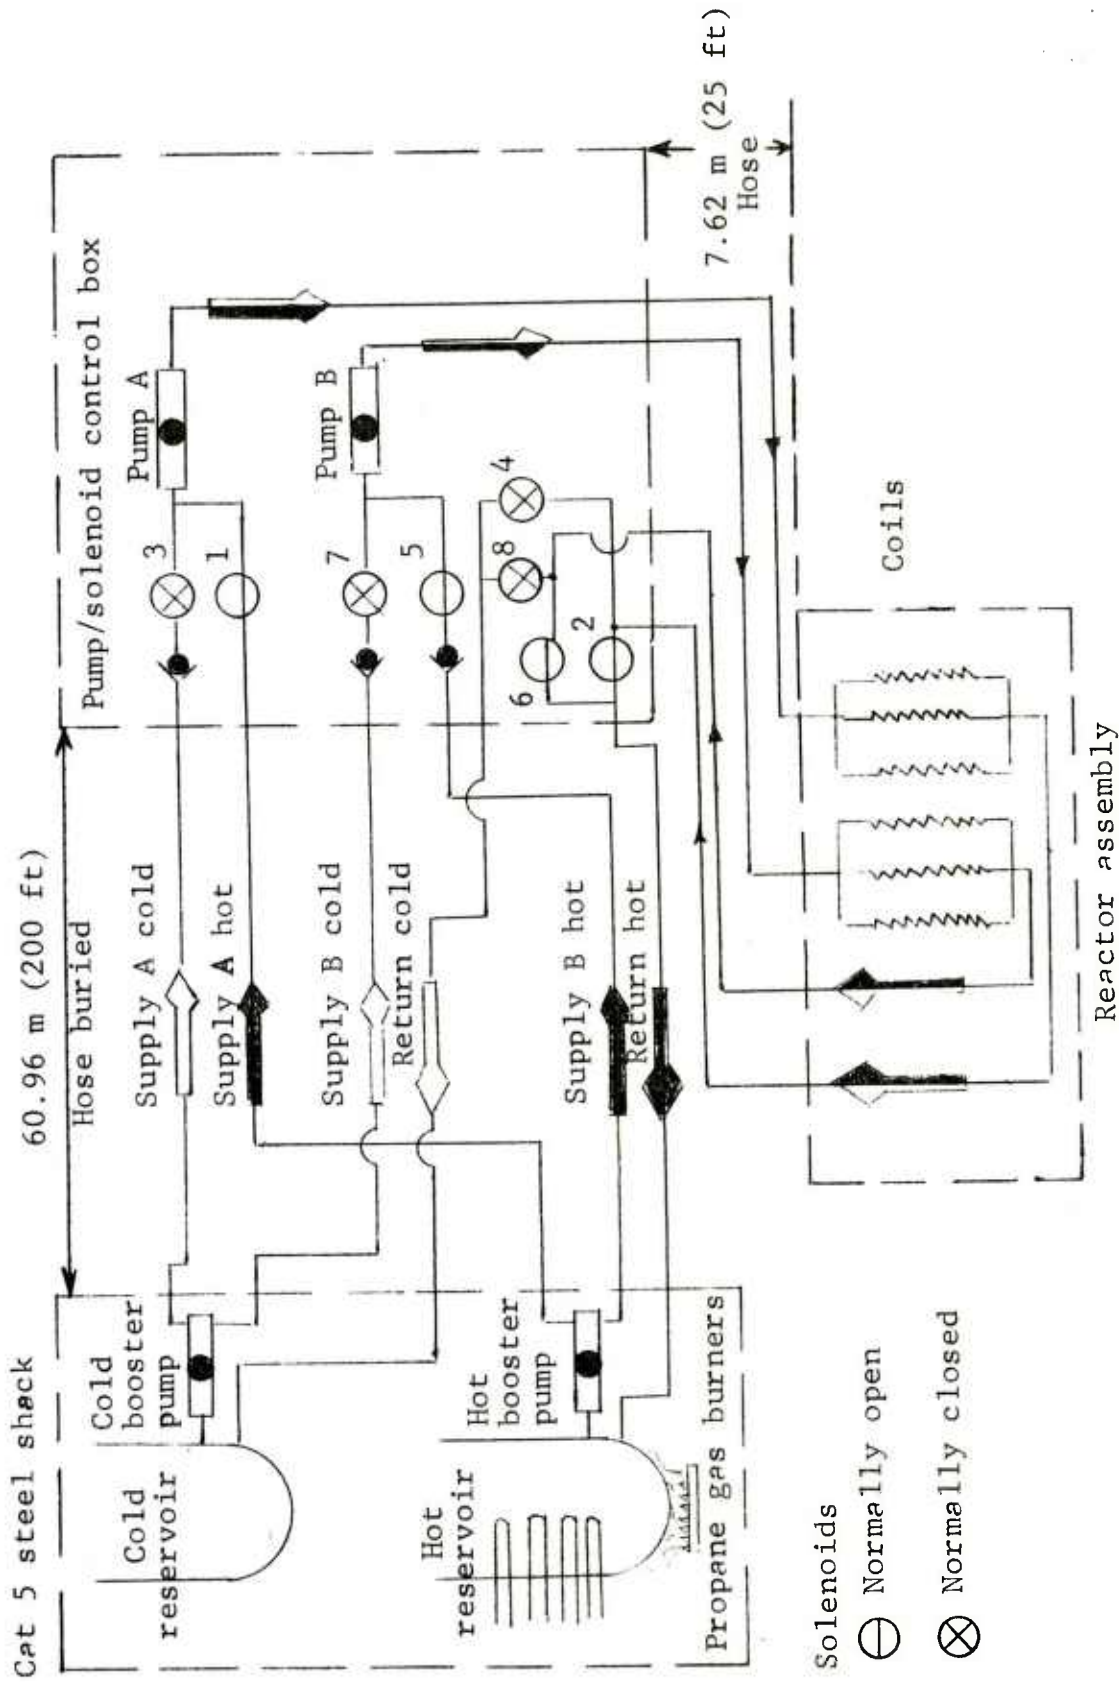 Cat 5 steel shack
60.96 m (200 ft)
Hose buried
Pump/solenoid control box
Cold
reservoir
Cold
booster
pump
Supply A cold
Supply A hot
3
1
Pump A
Supply B cold
Return cold
7
5
Pump B
Hot
reservoir
Hot
booster
pump
Supply B hot
Return hot
6
2
8
4
Propane gas burners
7.62 m (25 ft)
Hose
Coils
Reactor assembly
Solenoids
Normally open
Normally closed